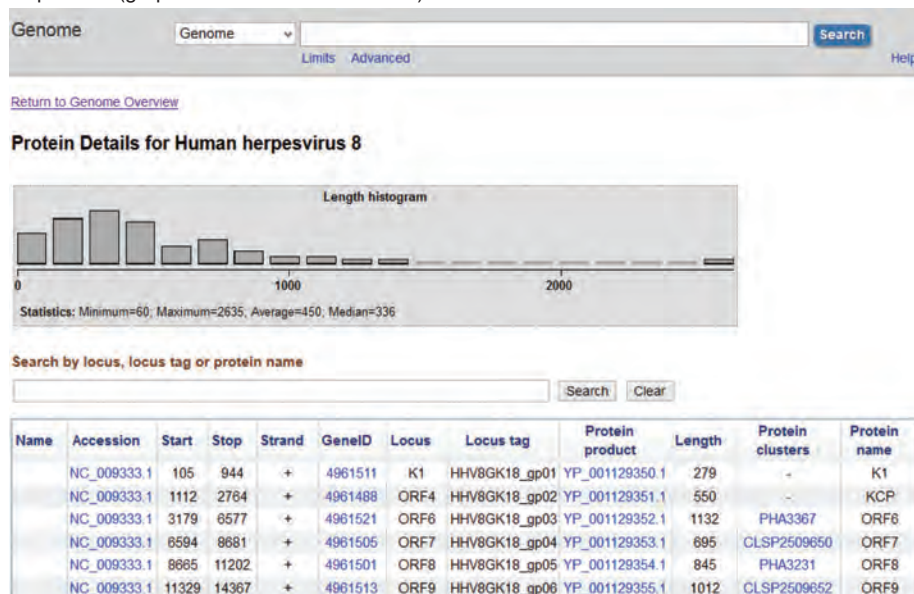 Genome Genome Search
Limits Advanced Help
Return to Genome Overview
Protein Details for Human herpesvirus 8
Length histogram
0 1000 2000
Statistics: Minimum=60; Maximum=2635; Average=450; Median=336
Search by locus, locus tag or protein name
Search Clear
Name Accession Start Stop Strand GeneID Locus Locus tag Protein product Length Protein clusters Protein name
NC_009333.1 105 944 + 4961511 K1 HHV8GK18_gp01 YP_001129350.1 279 - K1
NC_009333.1 1112 2764 + 4961488 ORF4 HHV8GK18_gp02 YP_001129351.1 550 - KCP
NC_009333.1 3179 6577 + 4961521 ORF6 HHV8GK18_gp03 YP_001129352.1 1132 PHA3367 ORF6
NC_009333.1 6594 8681 + 4961505 ORF7 HHV8GK18_gp04 YP_001129353.1 695 CLSP2509650 ORF7
NC_009333.1 8665 11202 + 4961501 ORF8 HHV8GK18_gp05 YP_001129354.1 845 PHA3231 ORF8
NC_009333.1 11329 14367 + 4961513 ORF9 HHV8GK18_gp06 YP_001129355.1 1012 CLSP2509652 ORF9